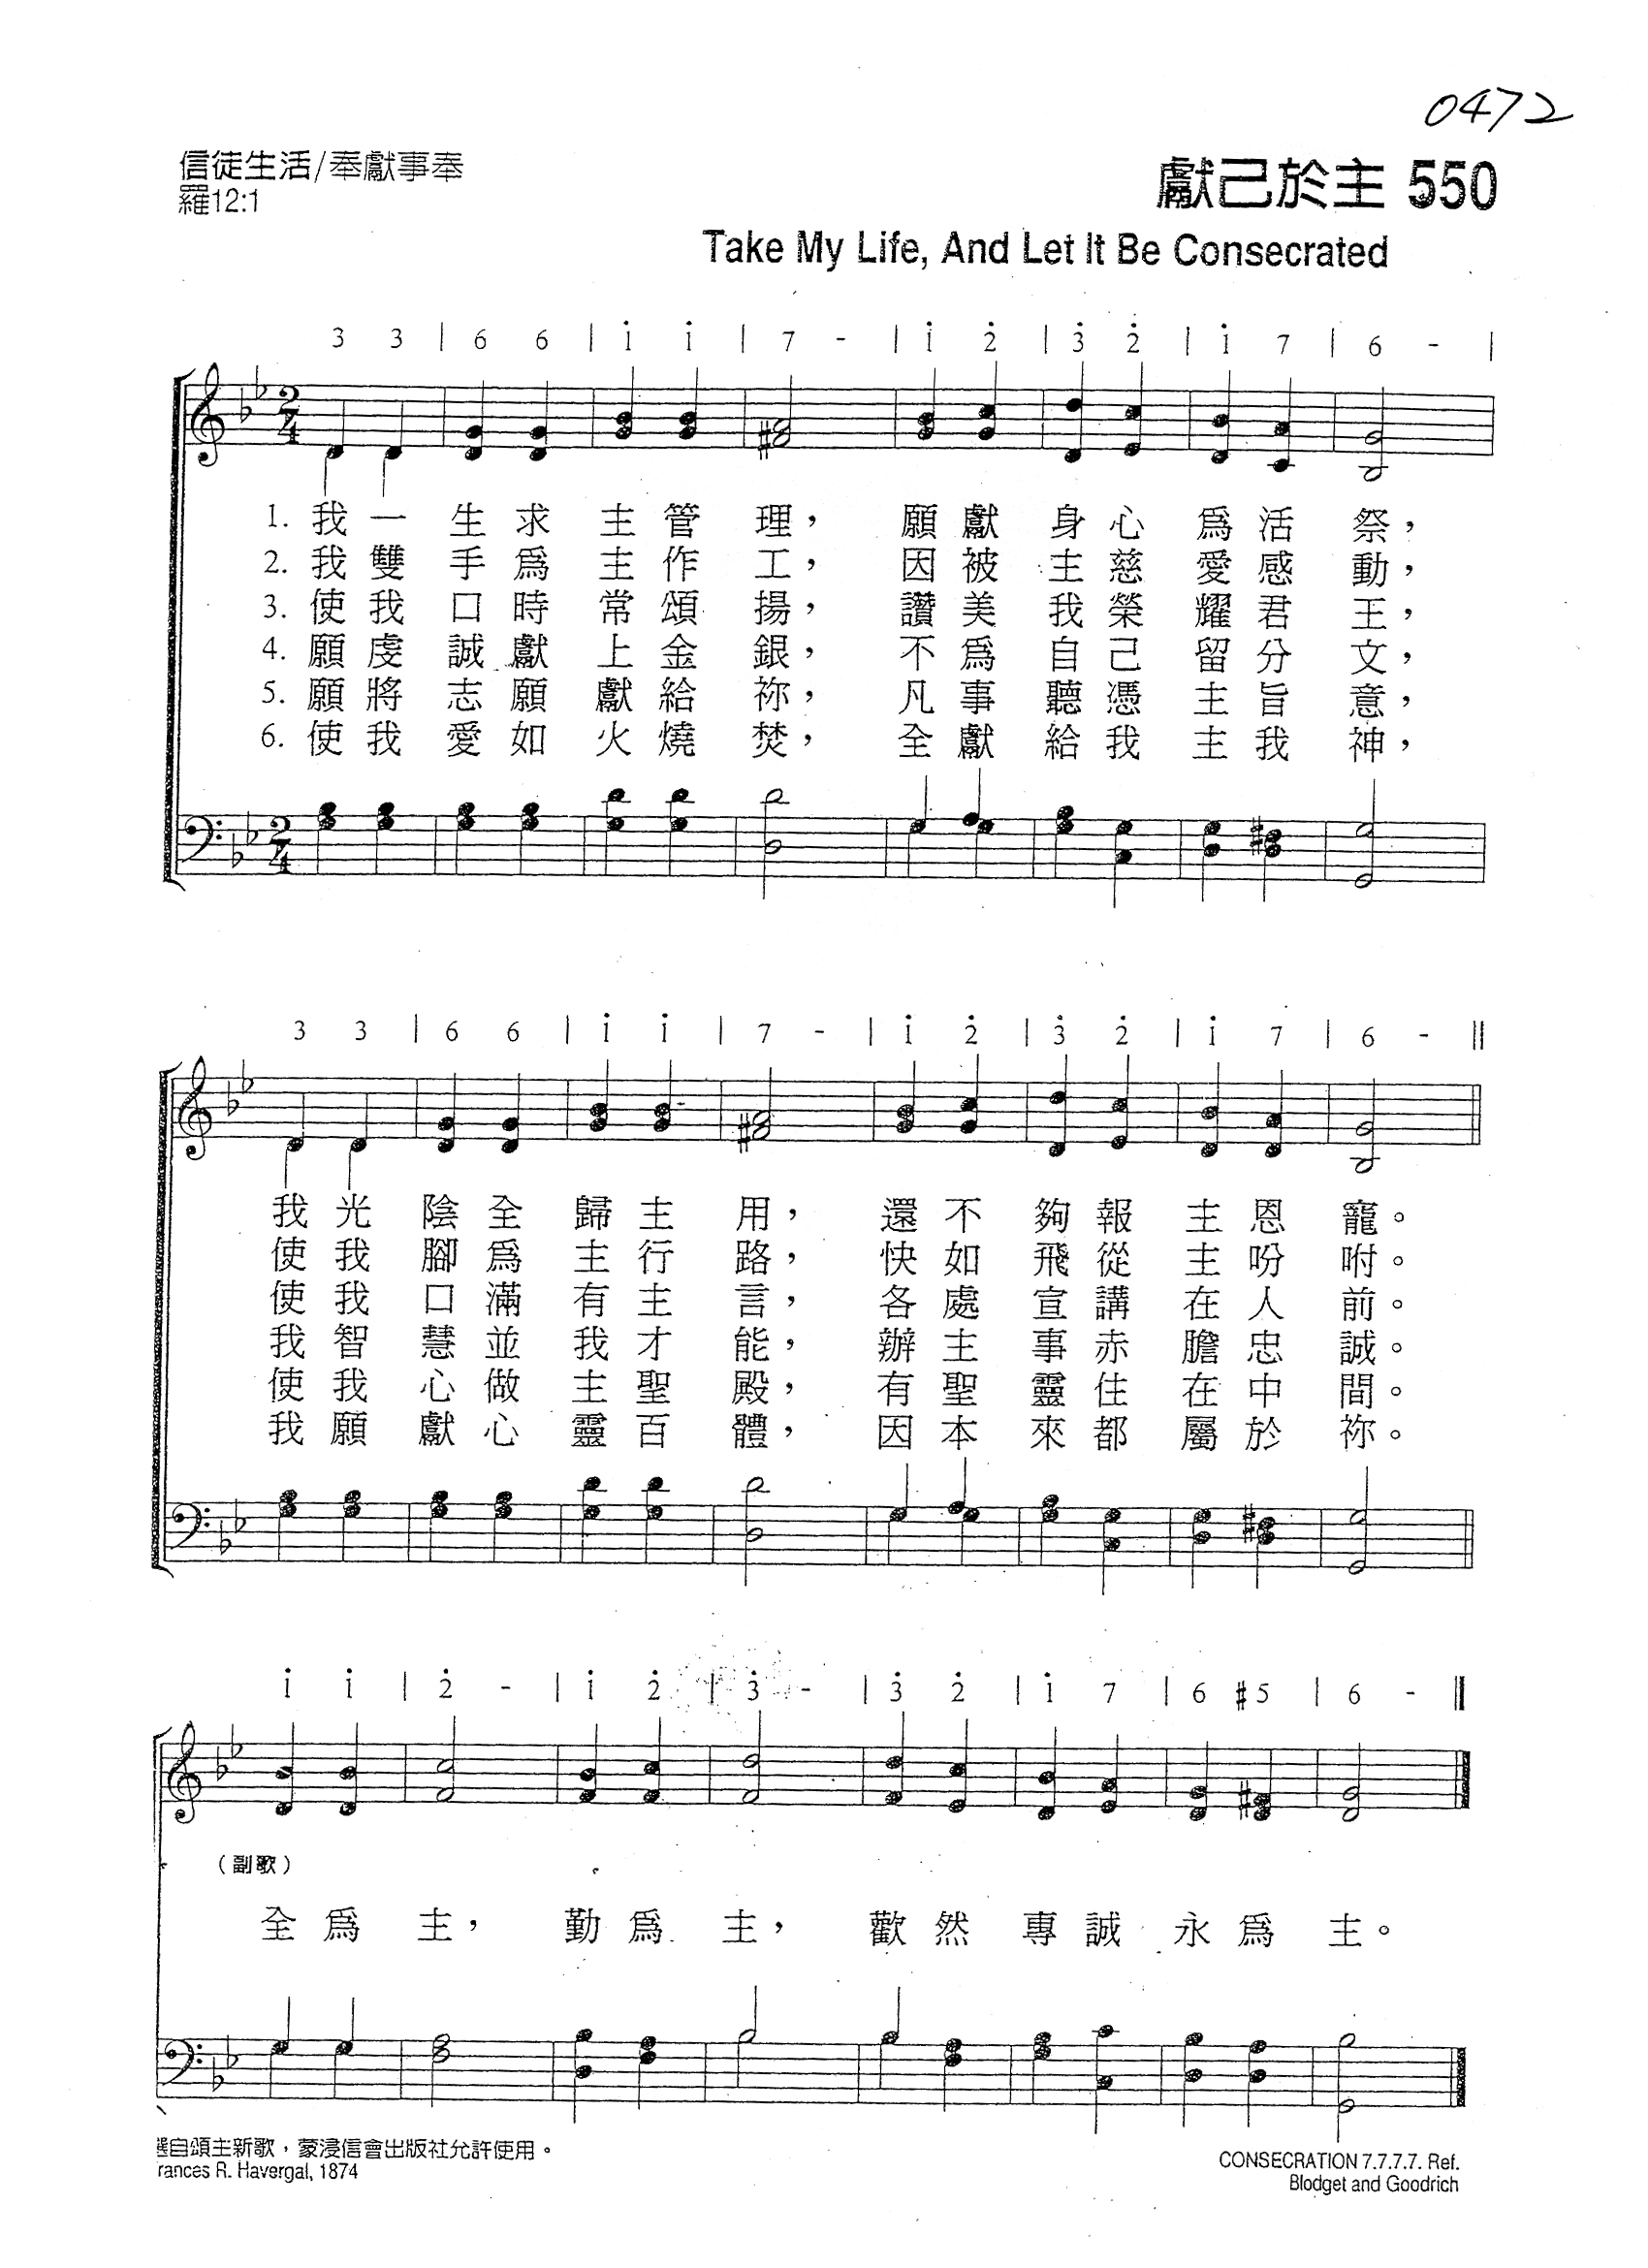 0472
信徒生活/奉獻事奉
羅12:1
獻己於主 550
Take My Life, And Let It Be Consecrated
3 3 | 6 6 | i i | 7 - | i 2̇ | 3̇ 2̇ | i 7 | 6 - |
2/4
1. 我一生求主管理，願獻身心為活祭，
2. 我雙手為主作工，因被主慈愛感動，
3. 使我口時常頌揚，讚美我榮耀君王，
4. 願虔誠獻上金銀，不為自己留分文，
5. 願將志願獻給祢，凡事聽憑主旨意，
6. 使我愛如火燒焚，全獻給我主我神，
2/4
3 3 | 6 6 | i i | 7 - | i 2̇ | 3̇ 2̇ | i 7 | 6 - ||
我光陰全歸主用，還不夠報主恩寵。
使我腳為主行路，快如飛從主吩咐。
使我口滿有主言，各處宣講在人前。
我智慧並我才能，辦主事赤膽忠誠。
使我心做主聖殿，有聖靈住在中間。
我願獻心靈百體，因本來都屬於祢。
i i | 2̇ - | i 2̇ | 3̇ - | 3̇ 2̇ | i 7 | 6 #5 | 6 - ||
（副歌）
全為主，勤為主，歡然專誠永為主。
選自頌主新歌，蒙浸信會出版社允許使用。
rances R. Havergal, 1874
CONSECRATION 7.7.7.7. Ref.
Blodget and Goodrich